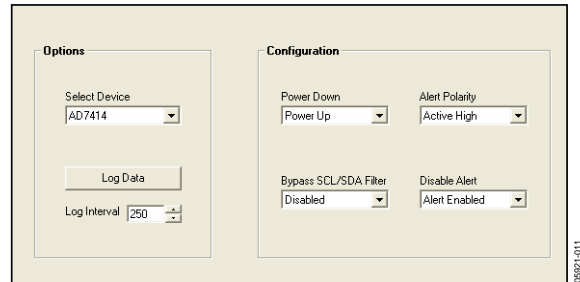 Options
Select Device
AD7414
Log Data
Log Interval 250
Configuration
Power Down
Power Up
Alert Polarity
Active High
Bypass SCL/SDA Filter
Disabled
Disable Alert
Alert Enabled
05921-011